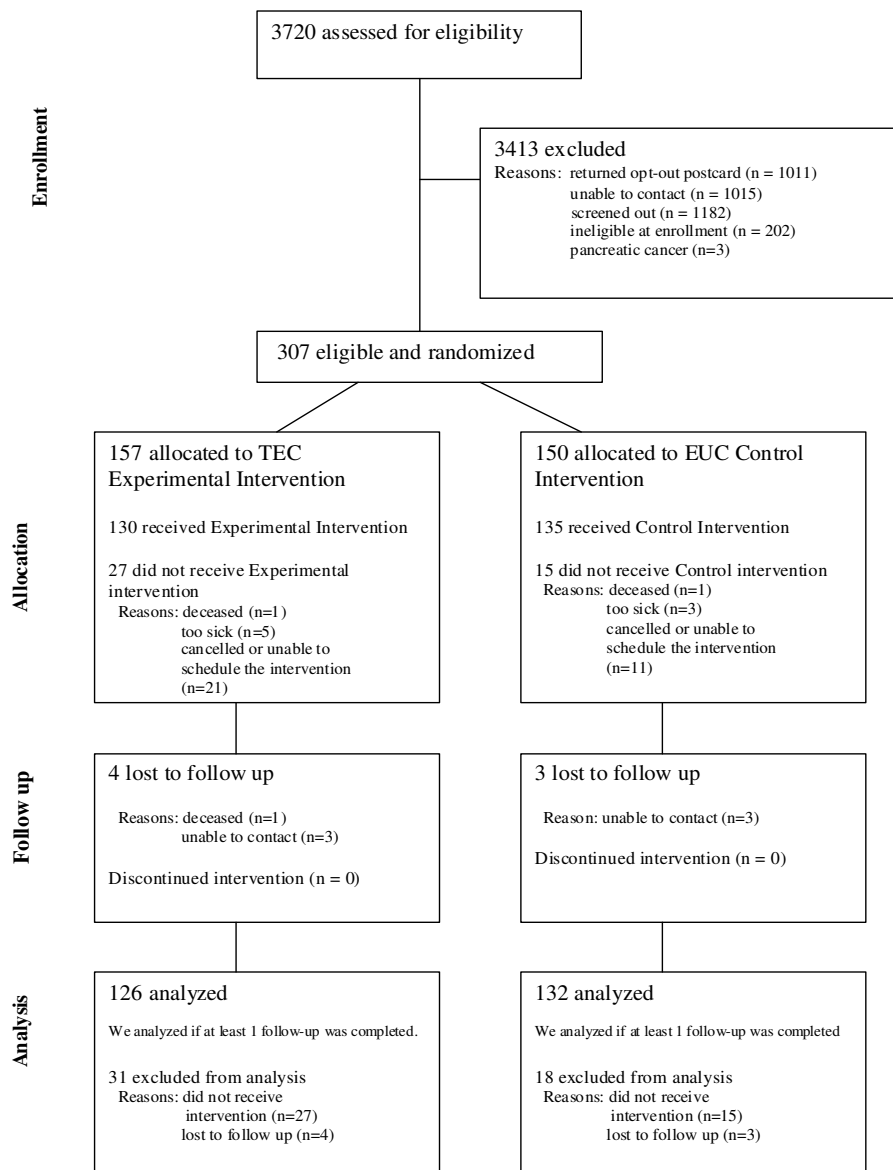 3720 assessed for eligibility
Enrollment
3413 excluded
Reasons: returned opt-out postcard (n = 1011)
unable to contact (n = 1015)
screened out (n = 1182)
ineligible at enrollment (n = 202)
pancreatic cancer (n=3)
307 eligible and randomized
Allocation
157 allocated to TEC
Experimental Intervention
130 received Experimental Intervention
27 did not receive Experimental
intervention
Reasons: deceased (n=1)
too sick (n=5)
cancelled or unable to
schedule the intervention
(n=21)
150 allocated to EUC Control
Intervention
135 received Control Intervention
15 did not receive Control intervention
Reasons: deceased (n=1)
too sick (n=3)
cancelled or unable to
schedule the intervention
(n=11)
Follow up
4 lost to follow up
Reasons: deceased (n=1)
unable to contact (n=3)
Discontinued intervention (n = 0)
3 lost to follow up
Reason: unable to contact (n=3)
Discontinued intervention (n = 0)
Analysis
126 analyzed
We analyzed if at least 1 follow-up was completed.
31 excluded from analysis
Reasons: did not receive
intervention (n=27)
lost to follow up (n=4)
132 analyzed
We analyzed if at least 1 follow-up was completed
18 excluded from analysis
Reasons: did not receive
intervention (n=15)
lost to follow up (n=3)